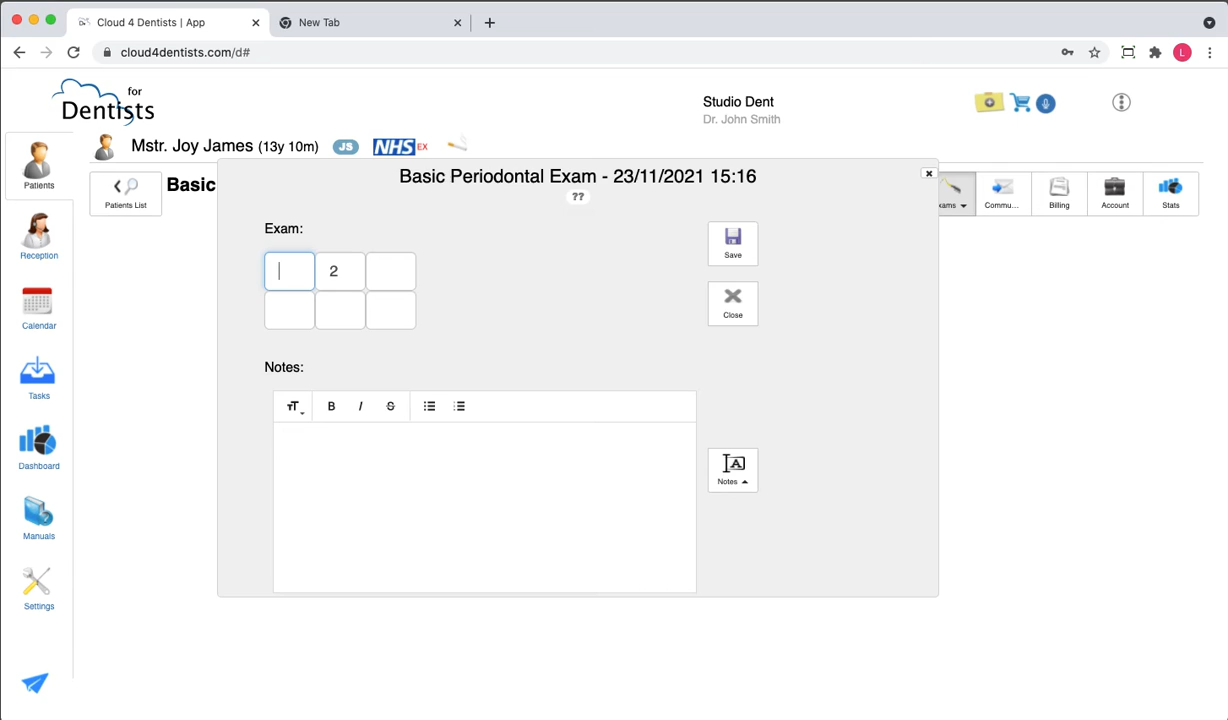 Cloud 4 Dentists | App
New Tab
cloud4dentists.com/d#
L
for
Dentists
Studio Dent
Dr. John Smith
Mstr. Joy James (13y 10m) JS NHS EX
Patients
Patients List
Basic
Basic Periodontal Exam - 23/11/2021 15:16
??
xams
Commu...
Billing
Account
Stats
Reception
Exam:
Save
2
Calendar
Close
Notes:
Tasks
TT B I S
Dashboard
A
Notes
Manuals
Settings